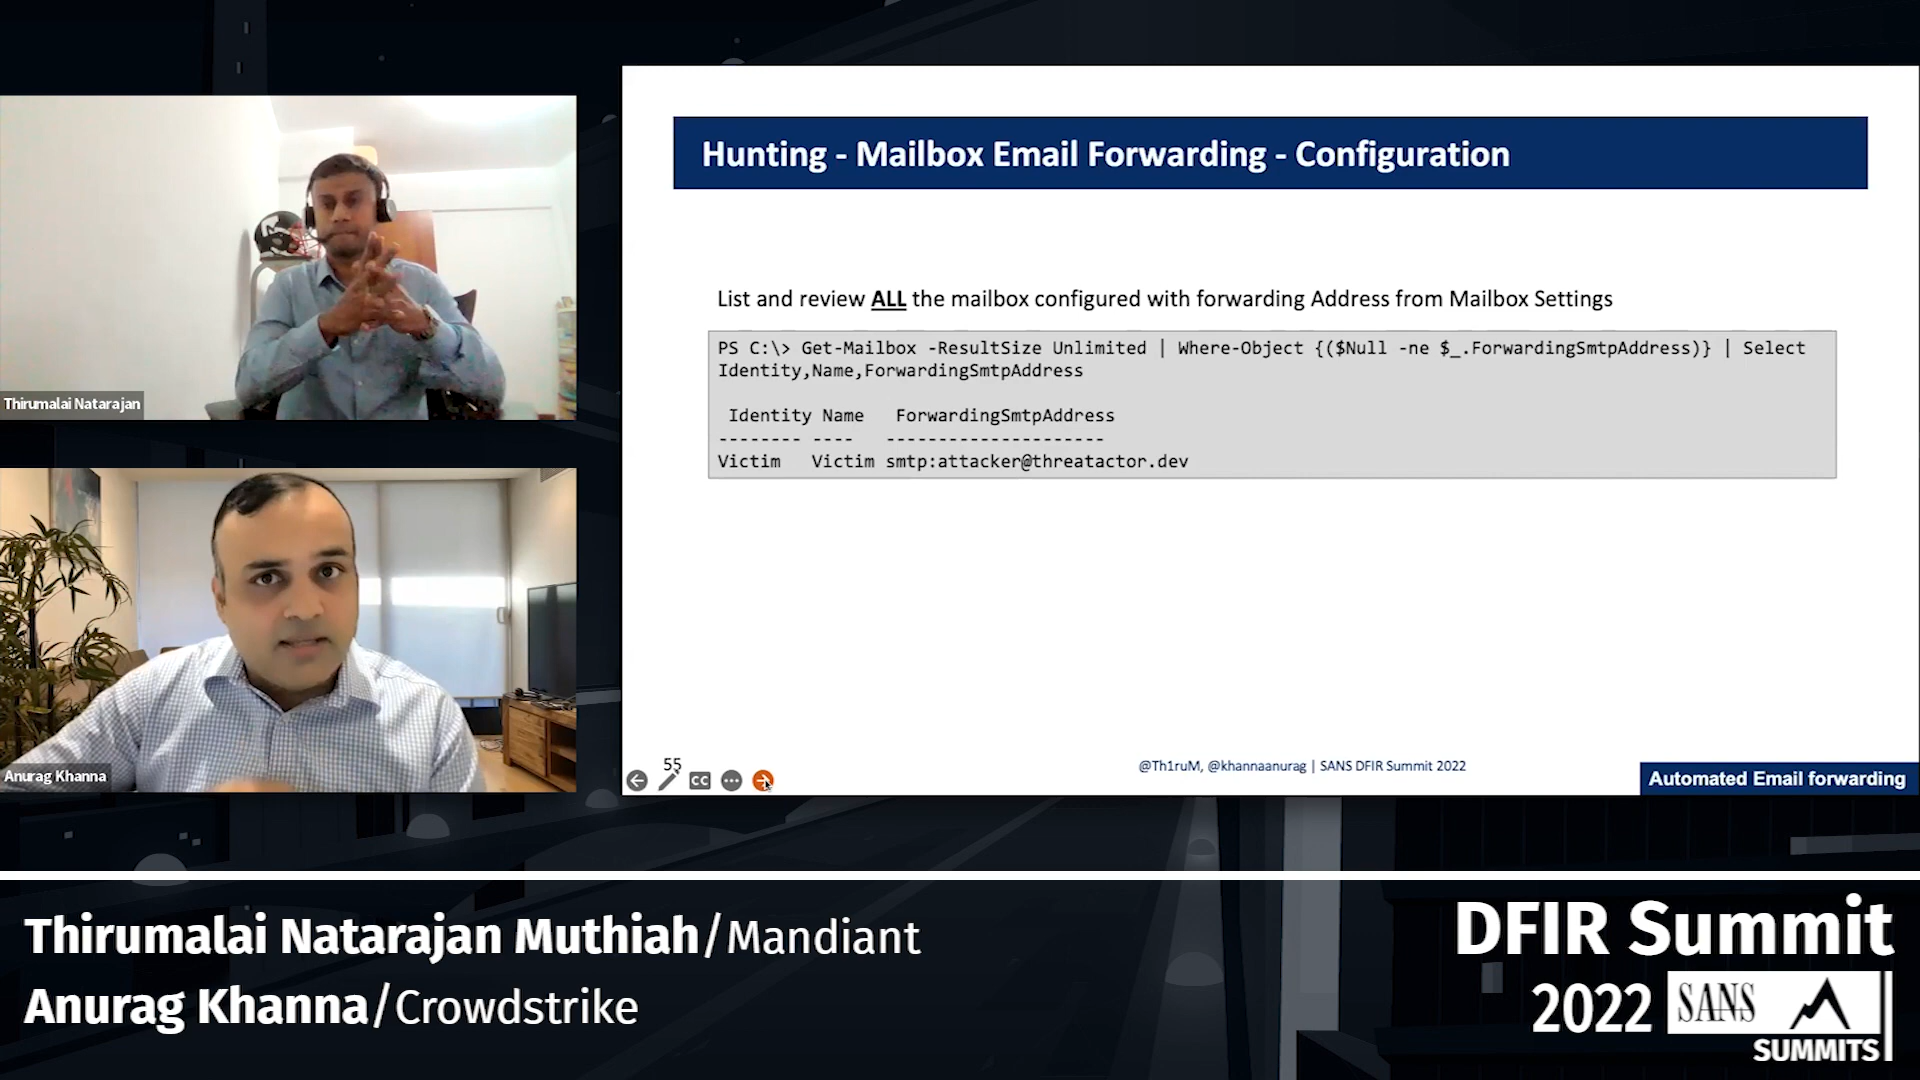 Thirumalai Natarajan
Anurag Khanna
Hunting - Mailbox Email Forwarding - Configuration
List and review ALL the mailbox configured with forwarding Address from Mailbox Settings
PS C:\> Get-Mailbox -ResultSize Unlimited | Where-Object {($Null -ne $_.ForwardingSmtpAddress)} | Select
Identity,Name,ForwardingSmtpAddress
Identity Name ForwardingSmtpAddress
-------- ---- ---------------------
Victim Victim smtp:attacker@threatactor.dev
55
CC
@Th1ruM, @khannaanurag | SANS DFIR Summit 2022
Automated Email forwarding
Thirumalai Natarajan Muthiah/Mandiant
Anurag Khanna/Crowdstrike
DFIR Summit
2022 SANS
SUMMITS